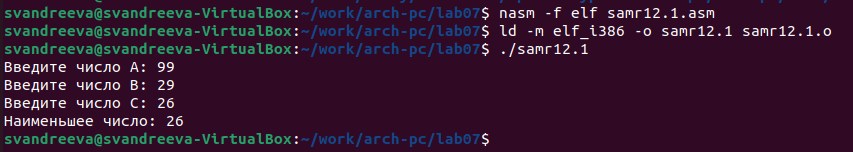 svandreeva@svandreeva-VirtualBox:~/work/arch-pc/lab07$ nasm -f elf samr12.1.asm
svandreeva@svandreeva-VirtualBox:~/work/arch-pc/lab07$ ld -m elf_i386 -o samr12.1 samr12.1.o
svandreeva@svandreeva-VirtualBox:~/work/arch-pc/lab07$ ./samr12.1
Введите число A: 99
Введите число B: 29
Введите число C: 26
Наименьшее число: 26
svandreeva@svandreeva-VirtualBox:~/work/arch-pc/lab07$